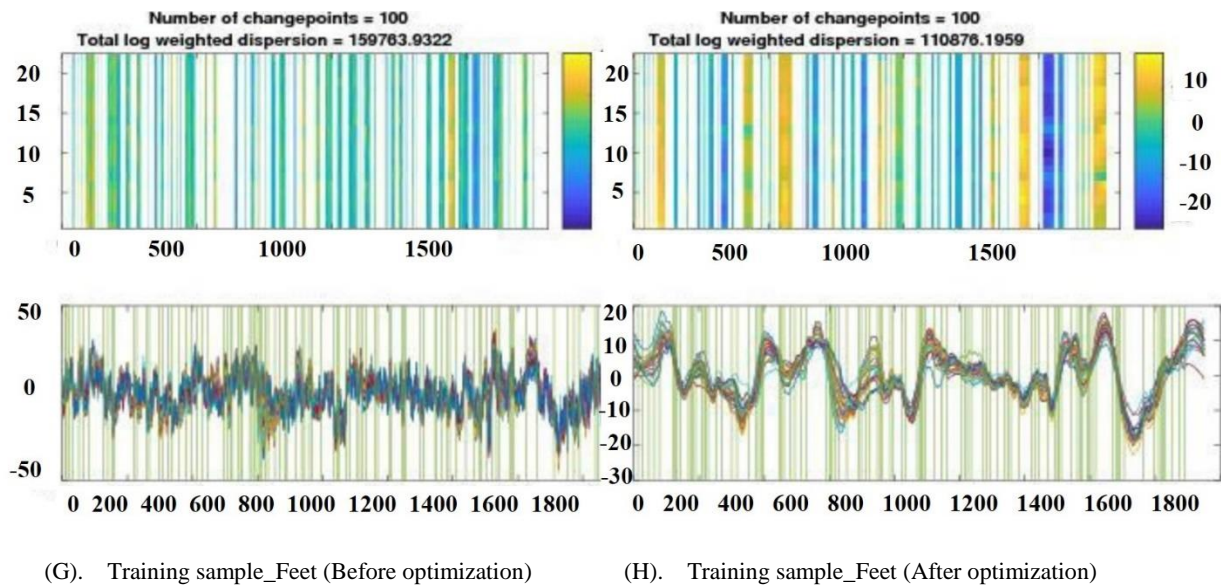 Number of changepoints = 100
Total log weighted dispersion = 159763.9322
20
15
10
5
0 500 1000 1500
Number of changepoints = 100
Total log weighted dispersion = 110876.1959
20
15
10
5
0 500 1000 1500
10
0
-10
-20
50
0
-50
0 200 400 600 800 1000 1200 1400 1600 1800
20
10
0
-10
-20
-30
0 200 400 600 800 1000 1200 1400 1600 1800
(G). Training sample_Feet (Before optimization)
(H). Training sample_Feet (After optimization)